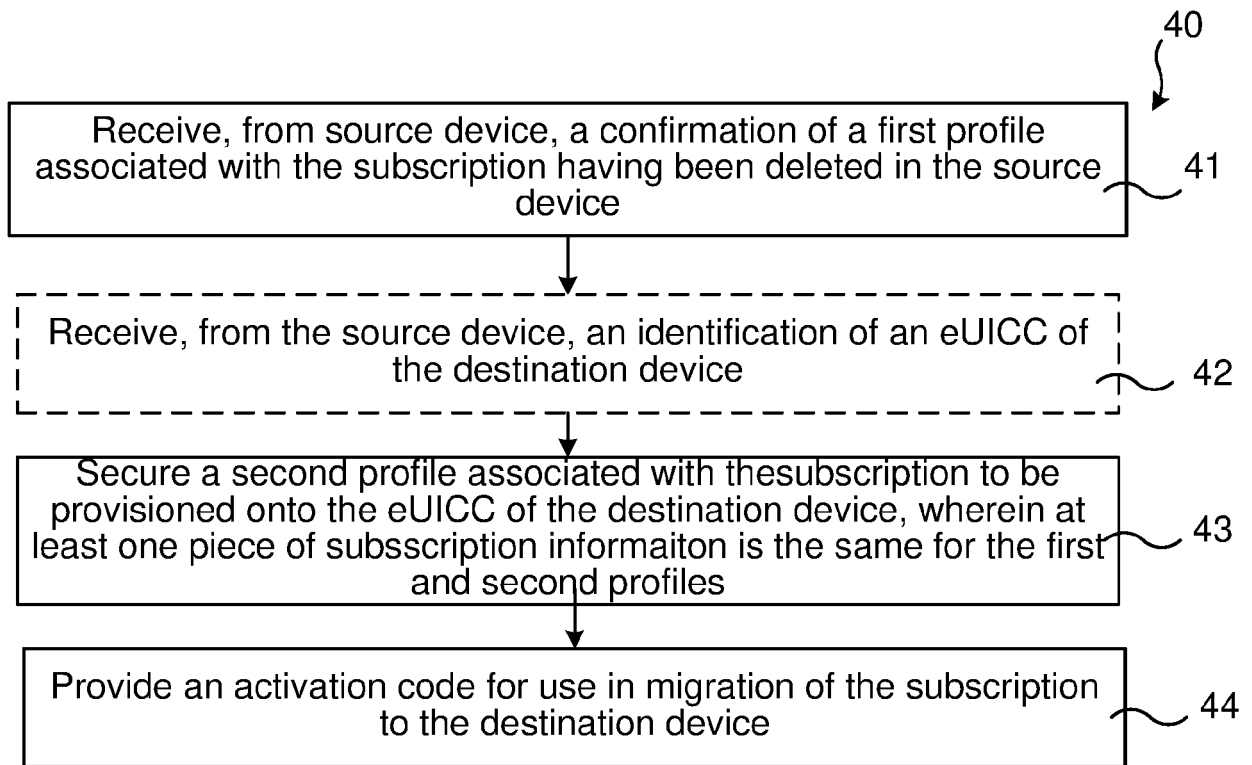 40
Receive, from source device, a confirmation of a first profile
associated with the subscription having been deleted in the source
device
41
Receive, from the source device, an identification of an eUICC of
the destination device
42
Secure a second profile associated with thesubscription to be
provisioned onto the eUICC of the destination device, wherein at
least one piece of subsscription informaiton is the same for the first
and second profiles
43
Provide an activation code for use in migration of the subscription
to the destination device
44